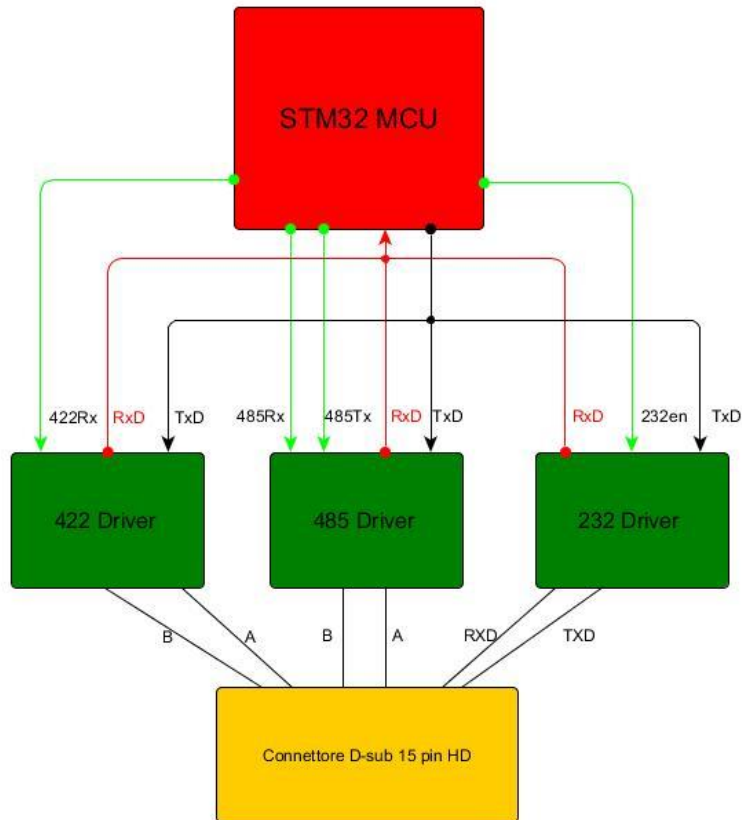 STM32 MCU
422Rx RxD TxD 485Rx 485Tx RxD TxD RxD 232en TxD
422 Driver 485 Driver 232 Driver
B A B A RXD TXD
Connettore D-sub 15 pin HD